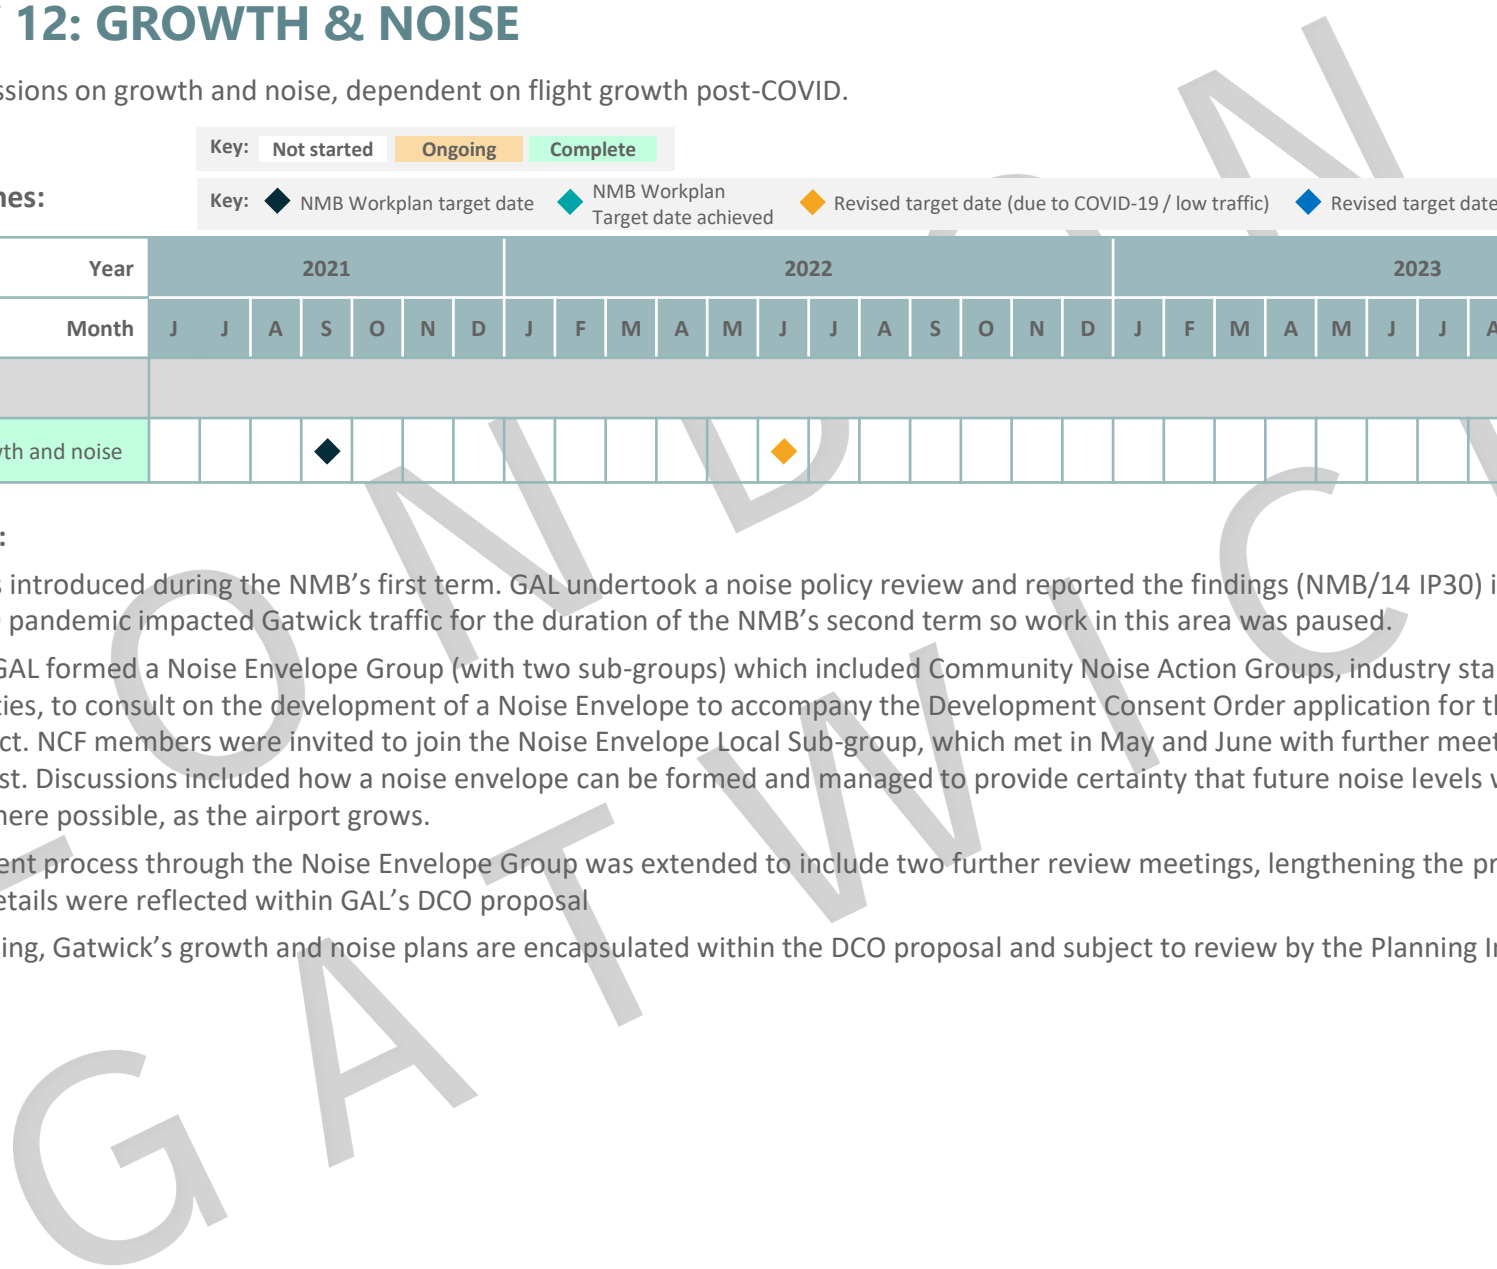 12: GROWTH & NOISE
ssions on growth and noise, dependent on flight growth post-COVID.
Key: Not started Ongoing Complete
nes:
Key: NMB Workplan target date NMB Workplan Target date achieved Revised target date (due to COVID-19 / low traffic) Revised target date
Year 2021 2022 2023
Month J J A S O N D J F M A M J J A S O N D J F M A M J J A
th and noise
:
s introduced during the NMB's first term. GAL undertook a noise policy review and reported the findings (NMB/14 IP30) i
pandemic impacted Gatwick traffic for the duration of the NMB's second term so work in this area was paused.
GAL formed a Noise Envelope Group (with two sub-groups) which included Community Noise Action Groups, industry sta
ties, to consult on the development of a Noise Envelope to accompany the Development Consent Order application for th
ct. NCF members were invited to join the Noise Envelope Local Sub-group, which met in May and June with further meet
st. Discussions included how a noise envelope can be formed and managed to provide certainty that future noise levels w
here possible, as the airport grows.
ent process through the Noise Envelope Group was extended to include two further review meetings, lengthening the pr
etails were reflected within GAL's DCO proposal
ing, Gatwick's growth and noise plans are encapsulated within the DCO proposal and subject to review by the Planning In
GATWIC